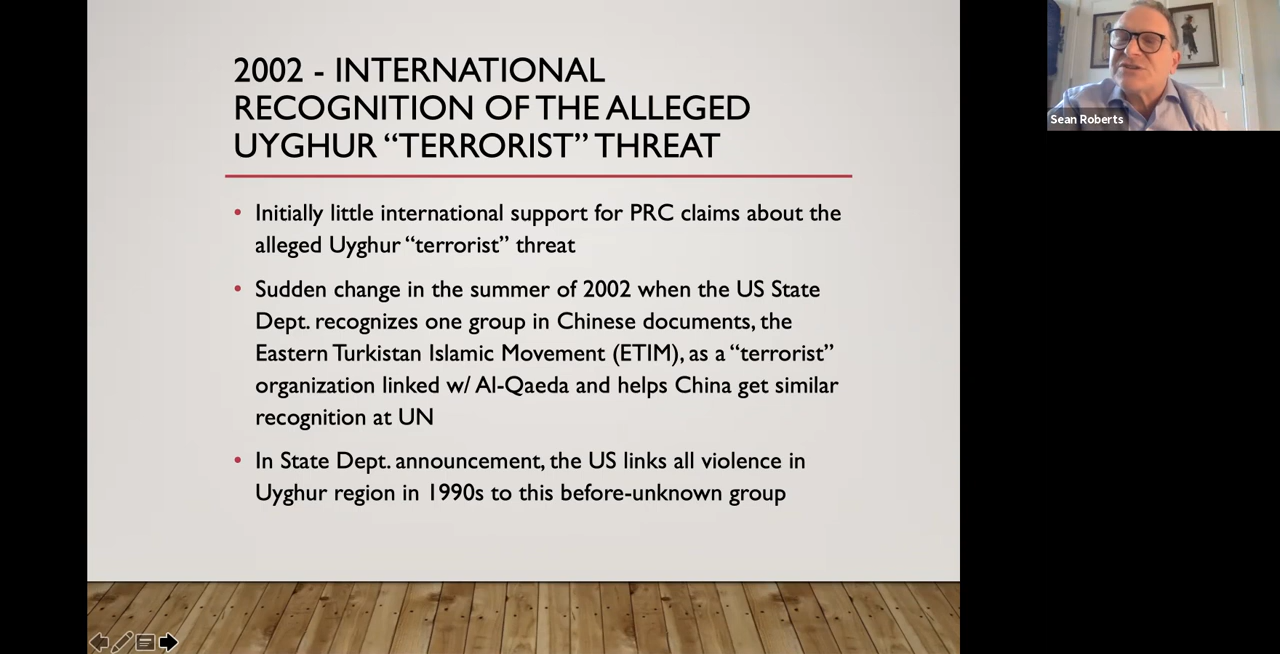 2002 - INTERNATIONAL
RECOGNITION OF THE ALLEGED
UYGHUR “TERRORIST” THREAT
• Initially little international support for PRC claims about the
alleged Uyghur “terrorist” threat
• Sudden change in the summer of 2002 when the US State
Dept. recognizes one group in Chinese documents, the
Eastern Turkistan Islamic Movement (ETIM), as a “terrorist”
organization linked w/ Al-Qaeda and helps China get similar
recognition at UN
• In State Dept. announcement, the US links all violence in
Uyghur region in 1990s to this before-unknown group
Sean Roberts